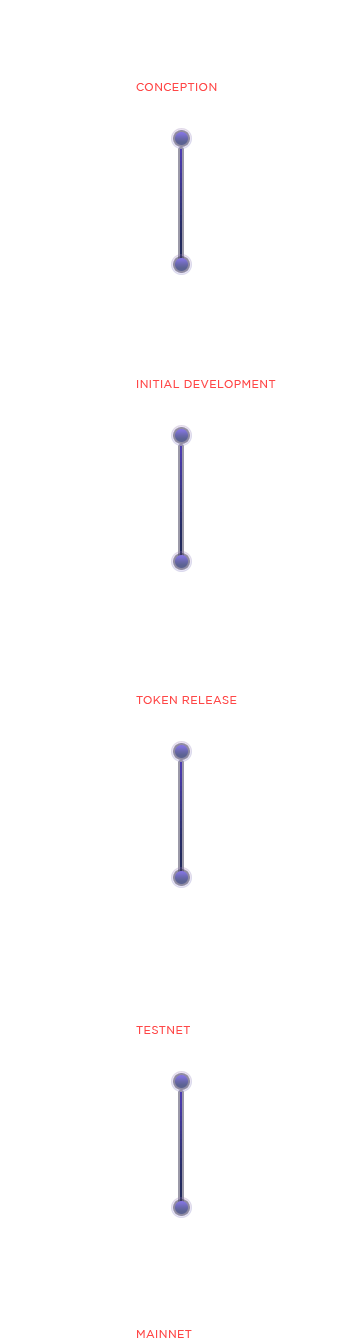 CONCEPTION
INITIAL DEVELOPMENT
TOKEN RELEASE
TESTNET
MAINNET